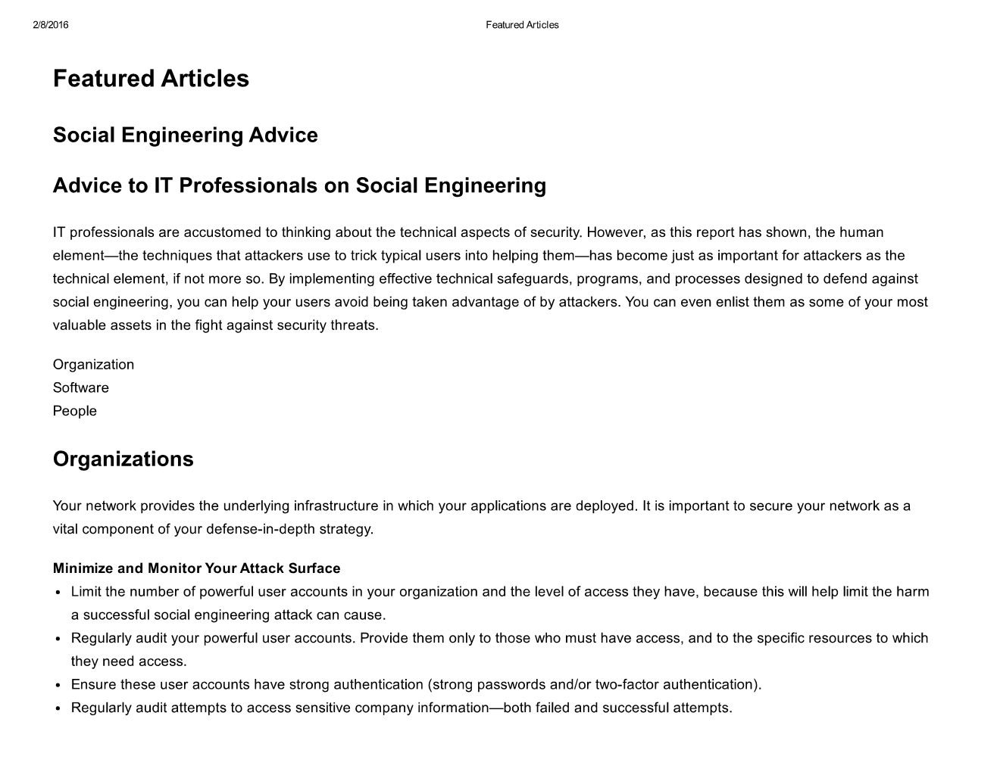 2/8/2016
Featured Articles
Featured Articles
Social Engineering Advice
Advice to IT Professionals on Social Engineering
IT professionals are accustomed to thinking about the technical aspects of security. However, as this report has shown, the human
element—the techniques that attackers use to trick typical users into helping them—has become just as important for attackers as the
technical element, if not more so. By implementing effective technical safeguards, programs, and processes designed to defend against
social engineering, you can help your users avoid being taken advantage of by attackers. You can even enlist them as some of your most
valuable assets in the fight against security threats.
Organization
Software
People
Organizations
Your network provides the underlying infrastructure in which your applications are deployed. It is important to secure your network as a
vital component of your defense-in-depth strategy.
Minimize and Monitor Your Attack Surface
• Limit the number of powerful user accounts in your organization and the level of access they have, because this will help limit the harm
a successful social engineering attack can cause.
• Regularly audit your powerful user accounts. Provide them only to those who must have access, and to the specific resources to which
they need access.
• Ensure these user accounts have strong authentication (strong passwords and/or two-factor authentication).
• Regularly audit attempts to access sensitive company information—both failed and successful attempts.